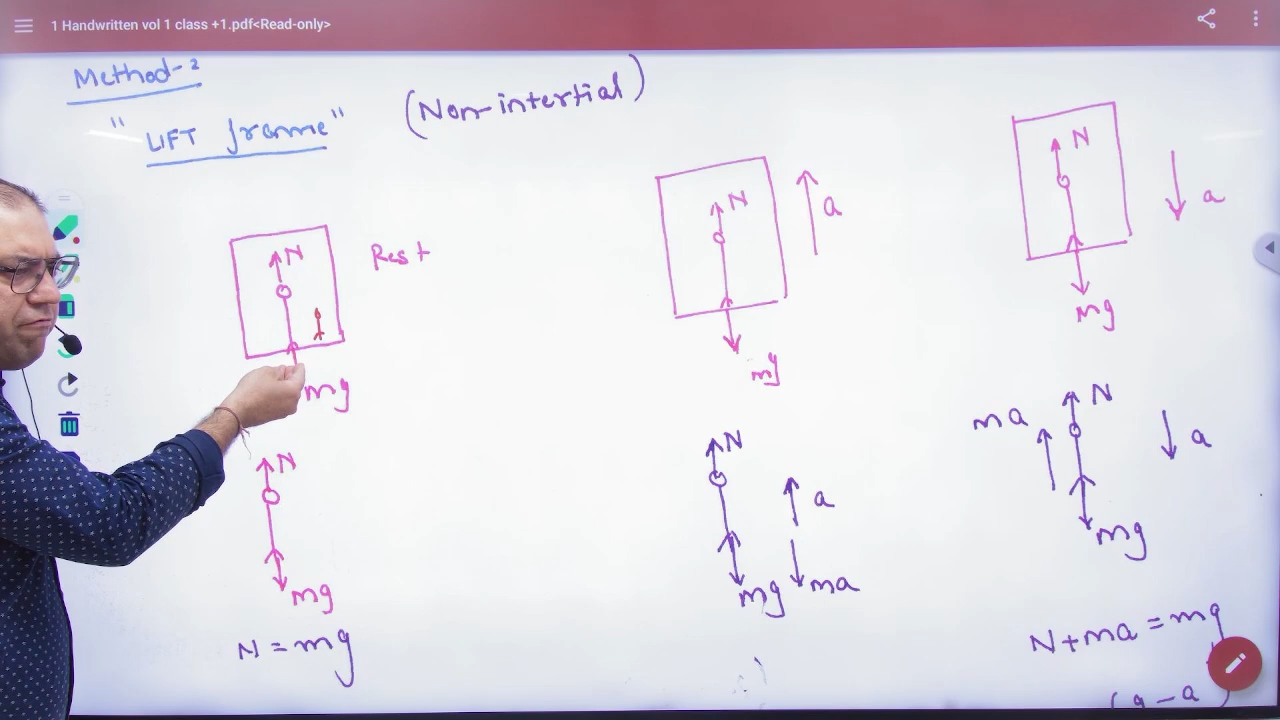 1 Handwritten vol 1 class +1.pdf<Read-only>
Method-2
"LIFT frame" (Non-intertial)
N
Rest
mg
N
mg
N = mg
N
a
mg
N
a
mg
ma
N
a
mg
ma
N
a
mg
N + ma = mg
(g - a